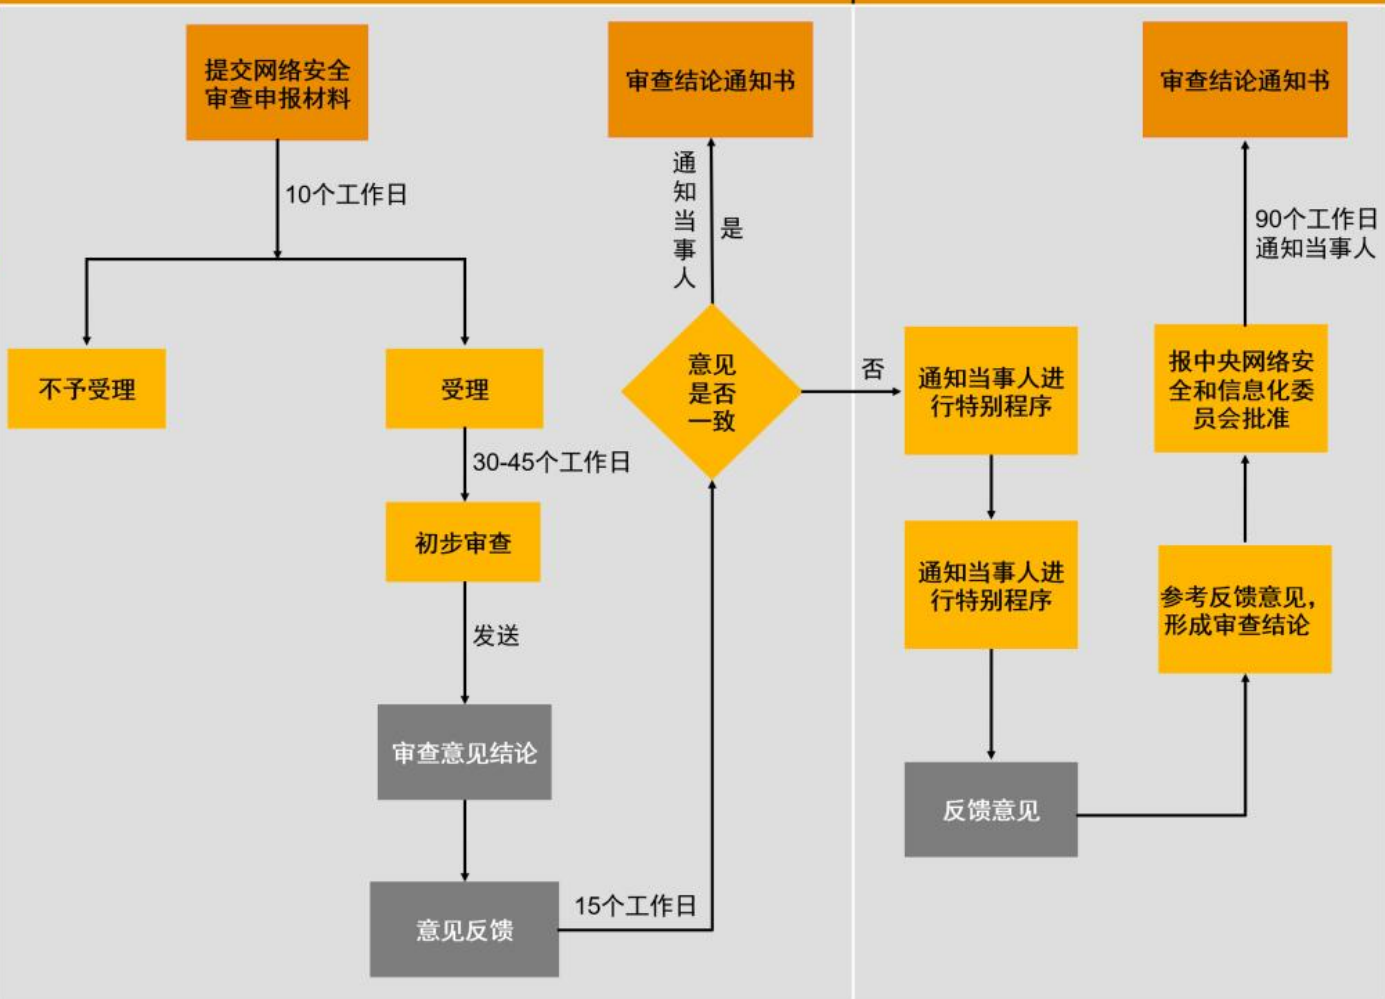 提交网络安全
审查申报材料
10个工作日
不予受理
受理
30-45个工作日
初步审查
发送
审查意见结论
意见反馈
15个工作日
意见
是否
一致
通知当事人
是
审查结论通知书
否
通知当事人进
行特别程序
通知当事人进
行特别程序
反馈意见
参考反馈意见，
形成审查结论
报中央网络安
全和信息化委
员会批准
90个工作日
通知当事人
审查结论通知书